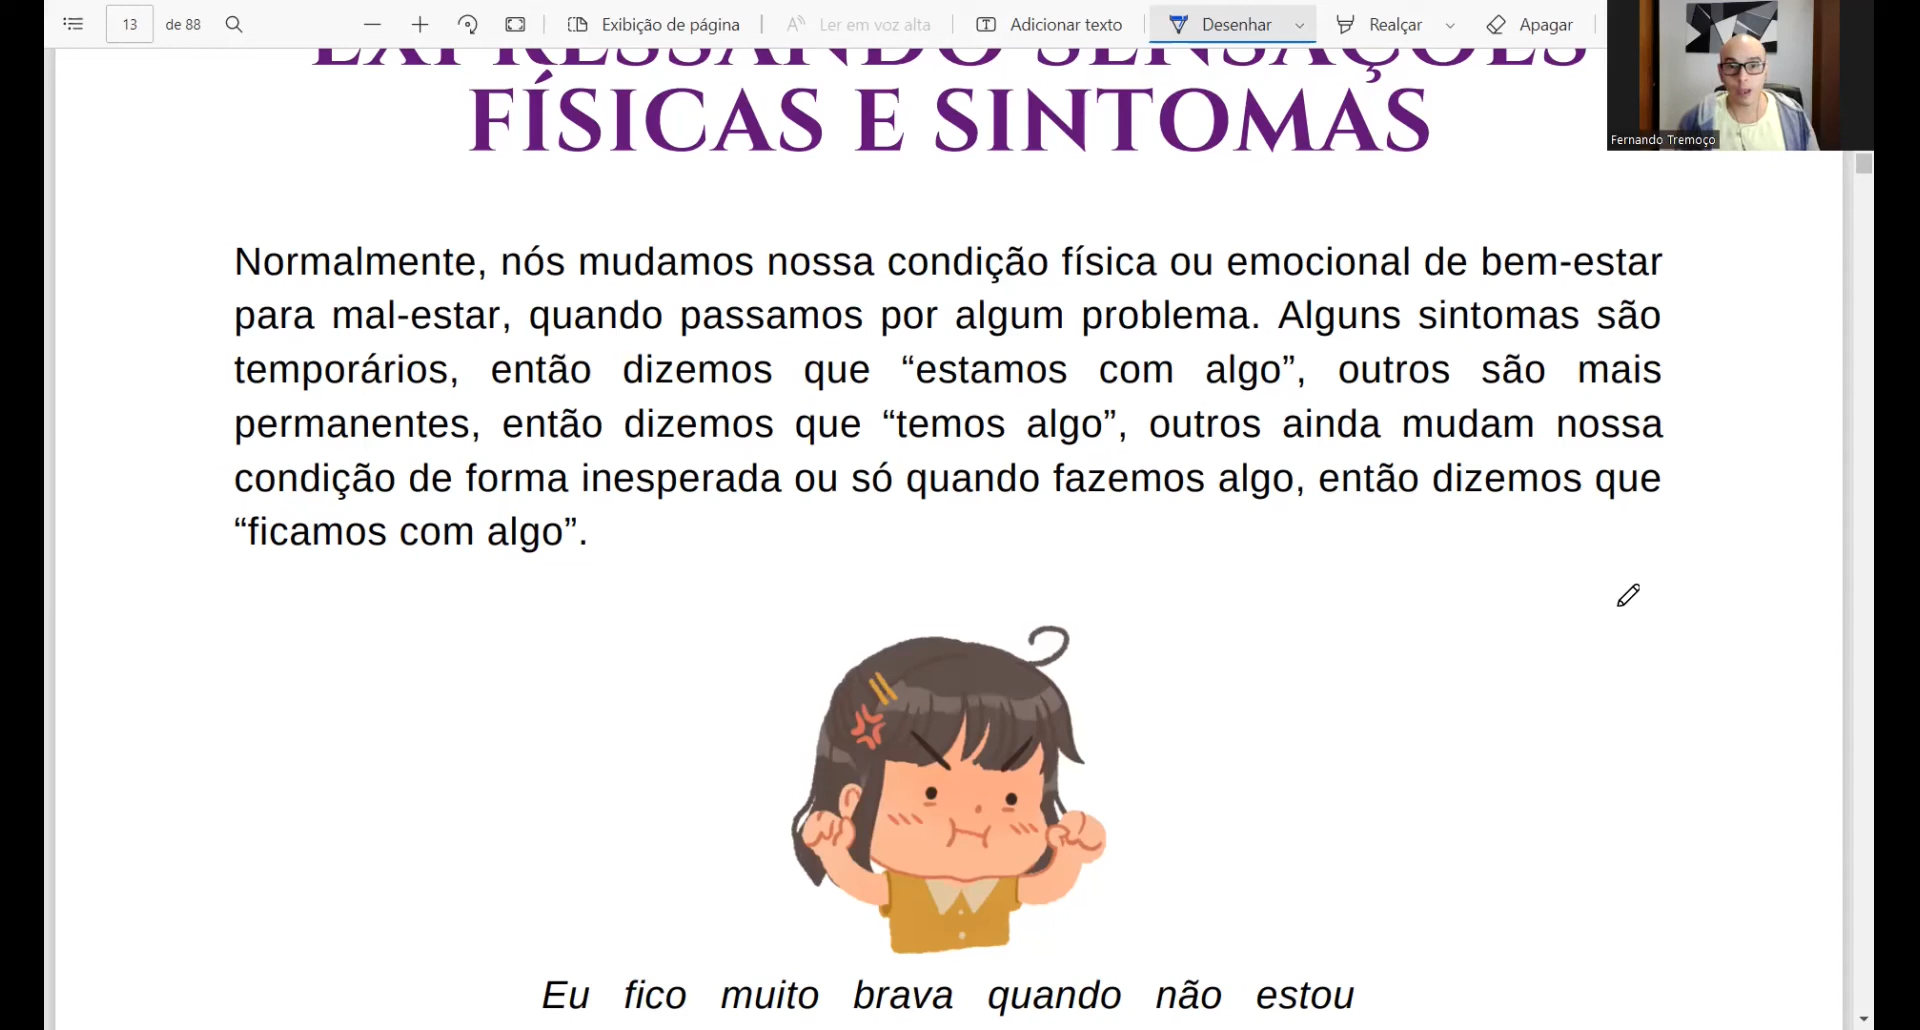 13 de 88
Exibição de página
Ler em voz alta
Adicionar texto
Desenhar
Realçar
Apagar
EXPRESSANDO SENSAÇÕES
FÍSICAS E SINTOMAS
Fernando Tremoço
Normalmente, nós mudamos nossa condição física ou emocional de bem-estar
para mal-estar, quando passamos por algum problema. Alguns sintomas são
temporários, então dizemos que “estamos com algo”, outros são mais
permanentes, então dizemos que “temos algo”, outros ainda mudam nossa
condição de forma inesperada ou só quando fazemos algo, então dizemos que
“ficamos com algo”.
Eu fico muito brava quando não estou